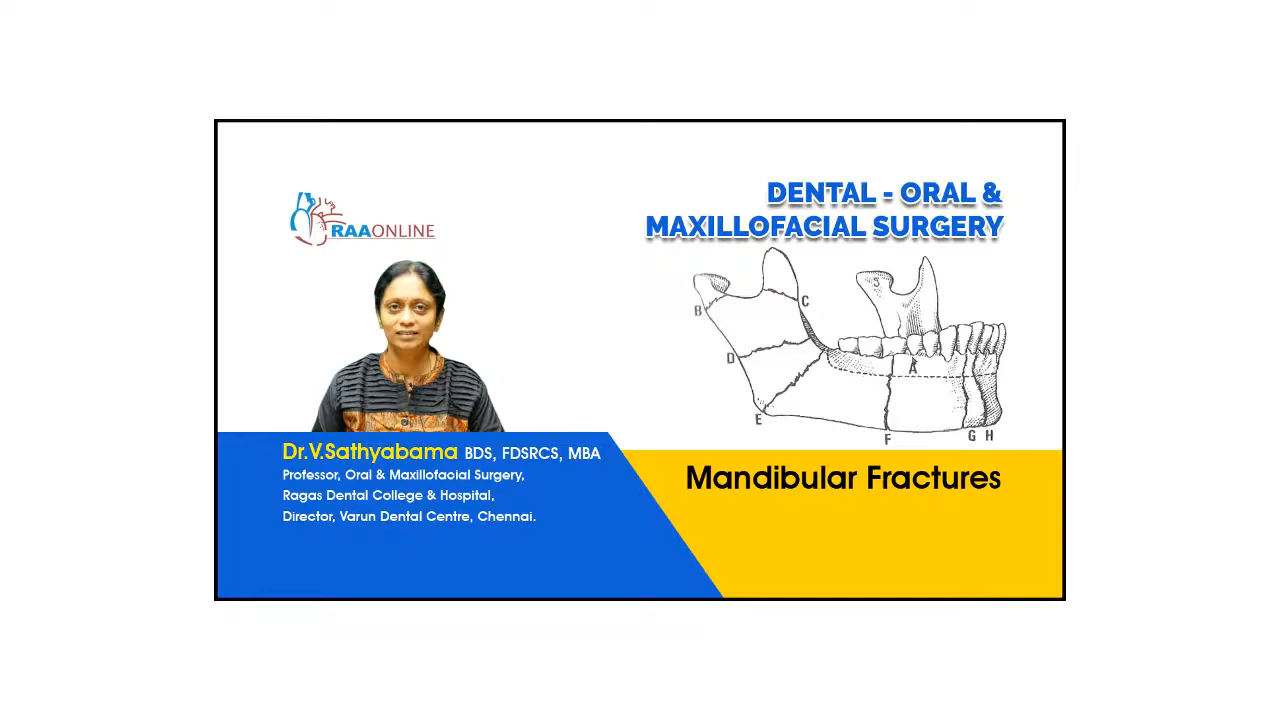 RAAONLINE
DENTAL - ORAL &
MAXILLOFACIAL SURGERY
B
C
D
A
E
F
G H
Dr.V.Sathyabama BDS, FDSRCS, MBA
Professor, Oral & Maxillofacial Surgery,
Ragas Dental College & Hospital,
Director, Varun Dental Centre, Chennai.
Mandibular Fractures